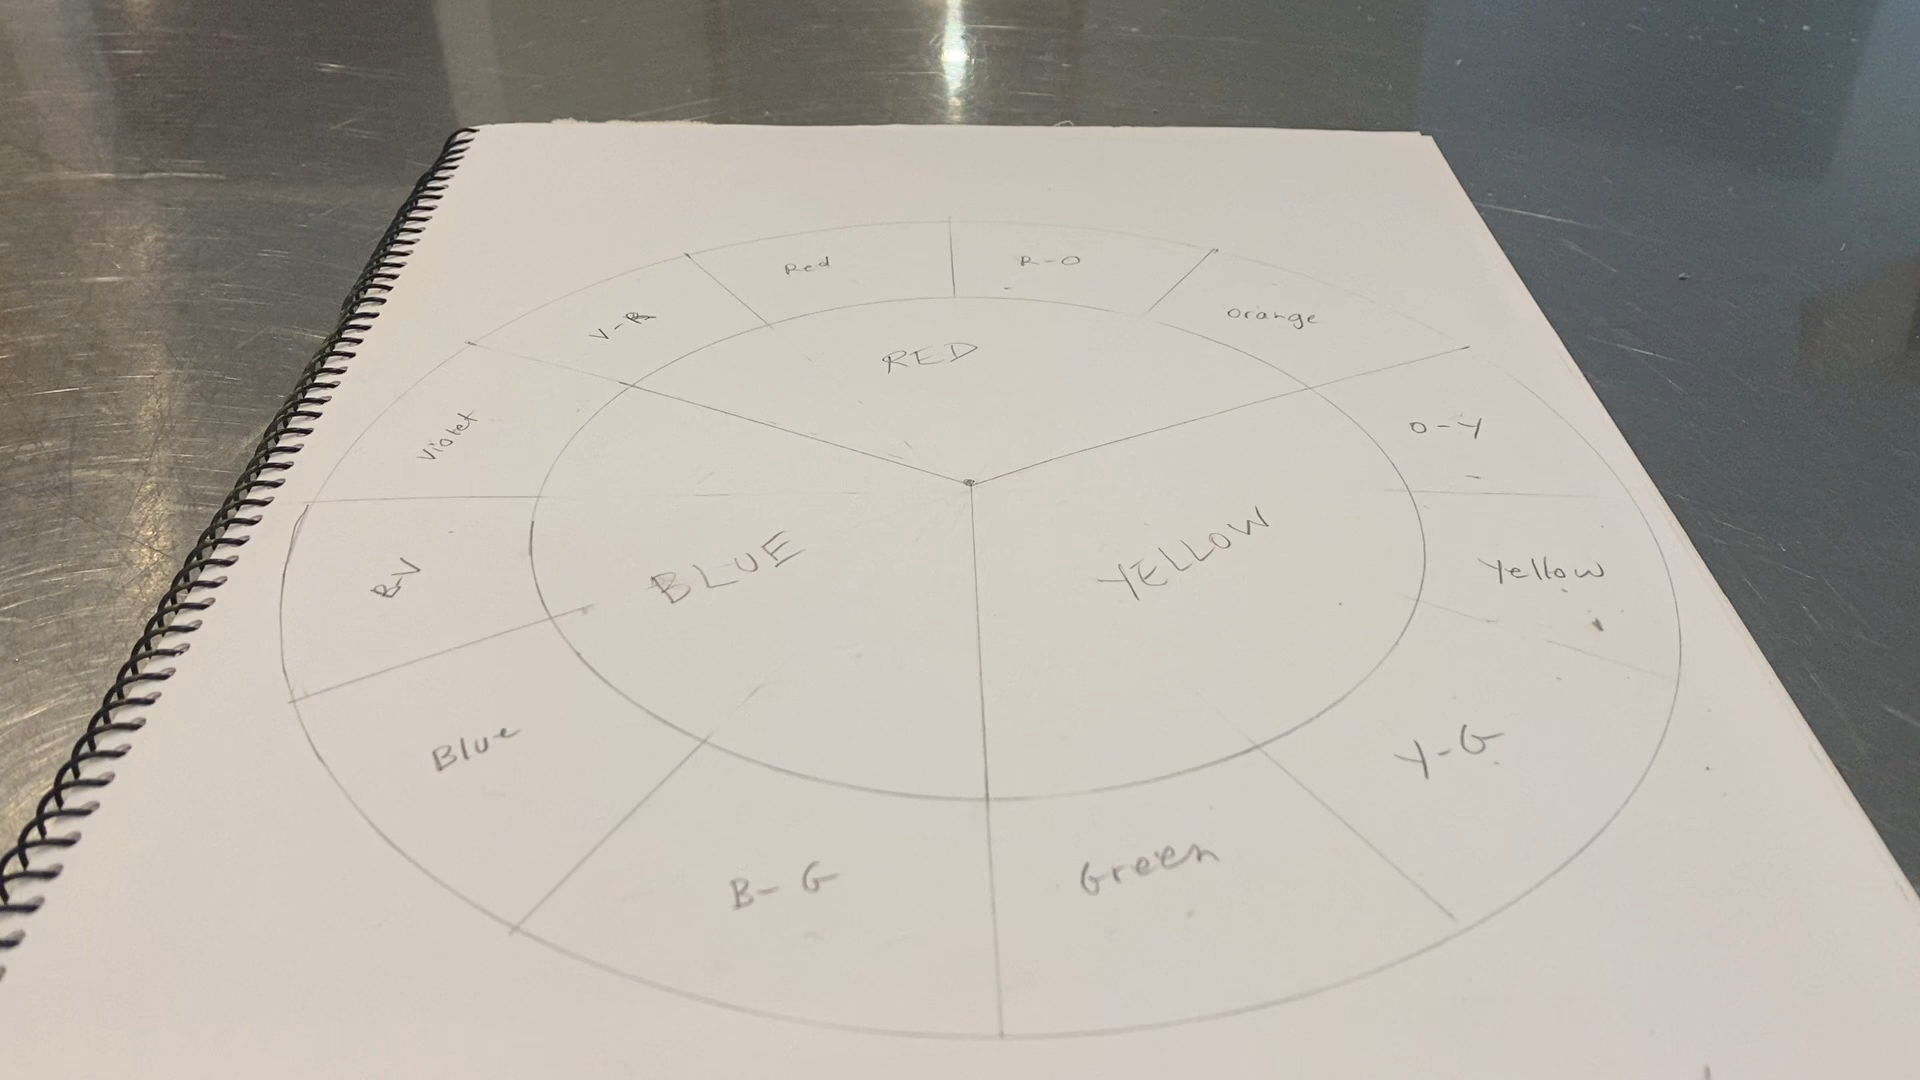 Red
R-O
V-R
Orange
RED
Violet
O-Y
BLUE
YELLOW
B-V
Yellow
Blue
Y-G
B-G
Green